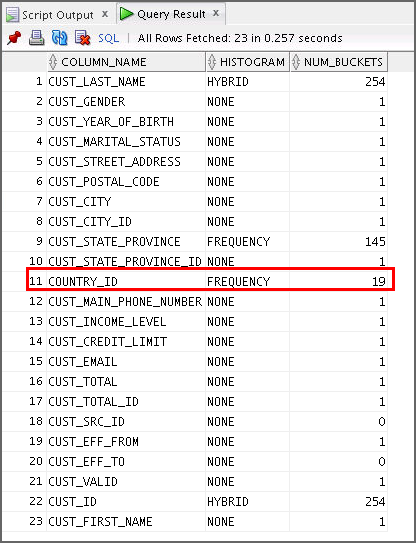 Script Output x Query Result x
SQL | All Rows Fetched: 23 in 0.257 seconds
COLUMN_NAME HISTOGRAM NUM_BUCKETS
1 CUST_LAST_NAME HYBRID 254
2 CUST_GENDER NONE 1
3 CUST_YEAR_OF_BIRTH NONE 1
4 CUST_MARITAL_STATUS NONE 1
5 CUST_STREET_ADDRESS NONE 1
6 CUST_POSTAL_CODE NONE 1
7 CUST_CITY NONE 1
8 CUST_CITY_ID NONE 1
9 CUST_STATE_PROVINCE FREQUENCY 145
10 CUST_STATE_PROVINCE_ID NONE 1
11 COUNTRY_ID FREQUENCY 19
12 CUST_MAIN_PHONE_NUMBER NONE 1
13 CUST_INCOME_LEVEL NONE 1
14 CUST_CREDIT_LIMIT NONE 1
15 CUST_EMAIL NONE 1
16 CUST_TOTAL NONE 1
17 CUST_TOTAL_ID NONE 1
18 CUST_SRC_ID NONE 0
19 CUST_EFF_FROM NONE 1
20 CUST_EFF_TO NONE 0
21 CUST_VALID NONE 1
22 CUST_ID HYBRID 254
23 CUST_FIRST_NAME NONE 1